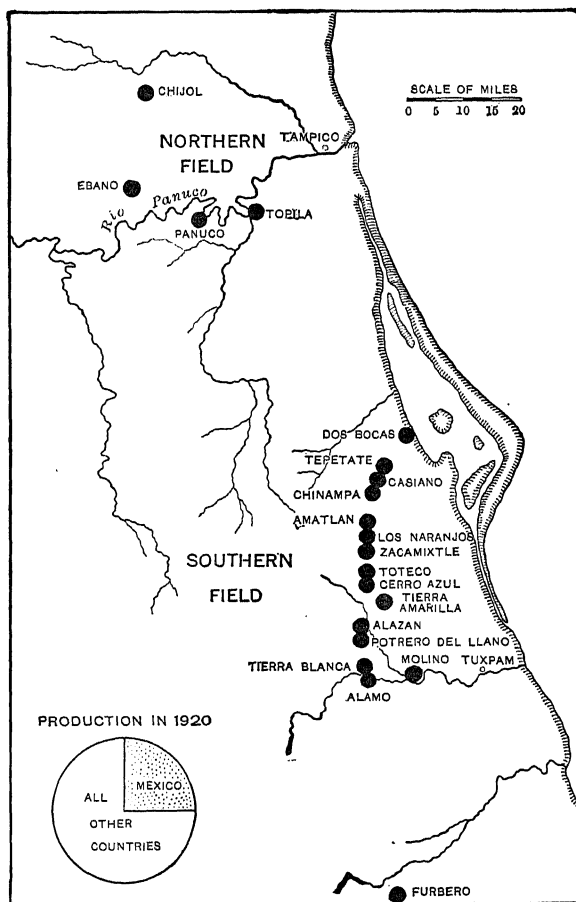 SCALE OF MILES
0 5 10 15 20
CHIJOL
NORTHERN
FIELD
TAMPICO
EBANO
Rio Panuco
PANUCO
TOPILA
DOS BOCAS
TEPETATE
CASIANO
CHINAMPA
AMATLAN
LOS NARANJOS
ZACAMIXTLE
SOUTHERN
FIELD
TOTECO
CERRO AZUL
TIERRA
AMARILLA
ALAZAN
POTRERO DEL LLANO
TIERRA BLANCA
MOLINO
TUXPAM
ALAMO
PRODUCTION IN 1920
MEXICO
ALL
OTHER
COUNTRIES
FURBERO